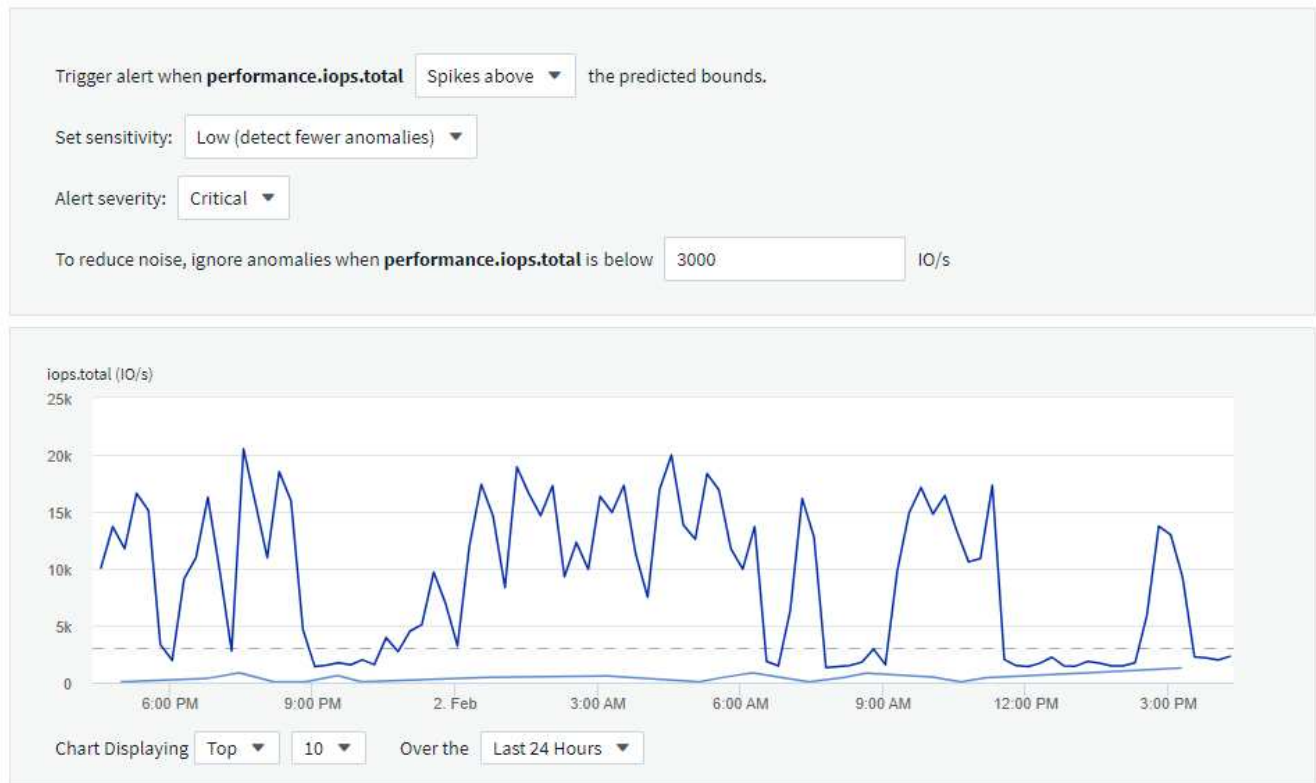 Trigger alert when performance.iops.total Spikes above the predicted bounds.
Set sensitivity: Low (detect fewer anomalies)
Alert severity: Critical
To reduce noise, ignore anomalies when performance.iops.total is below 3000 IO/s
iops.total (IO/s)
25k
20k
15k
10k
5k
0
6:00 PM 9:00 PM 2. Feb 3:00 AM 6:00 AM 9:00 AM 12:00 PM 3:00 PM
Chart Displaying Top 10 Over the Last 24 Hours